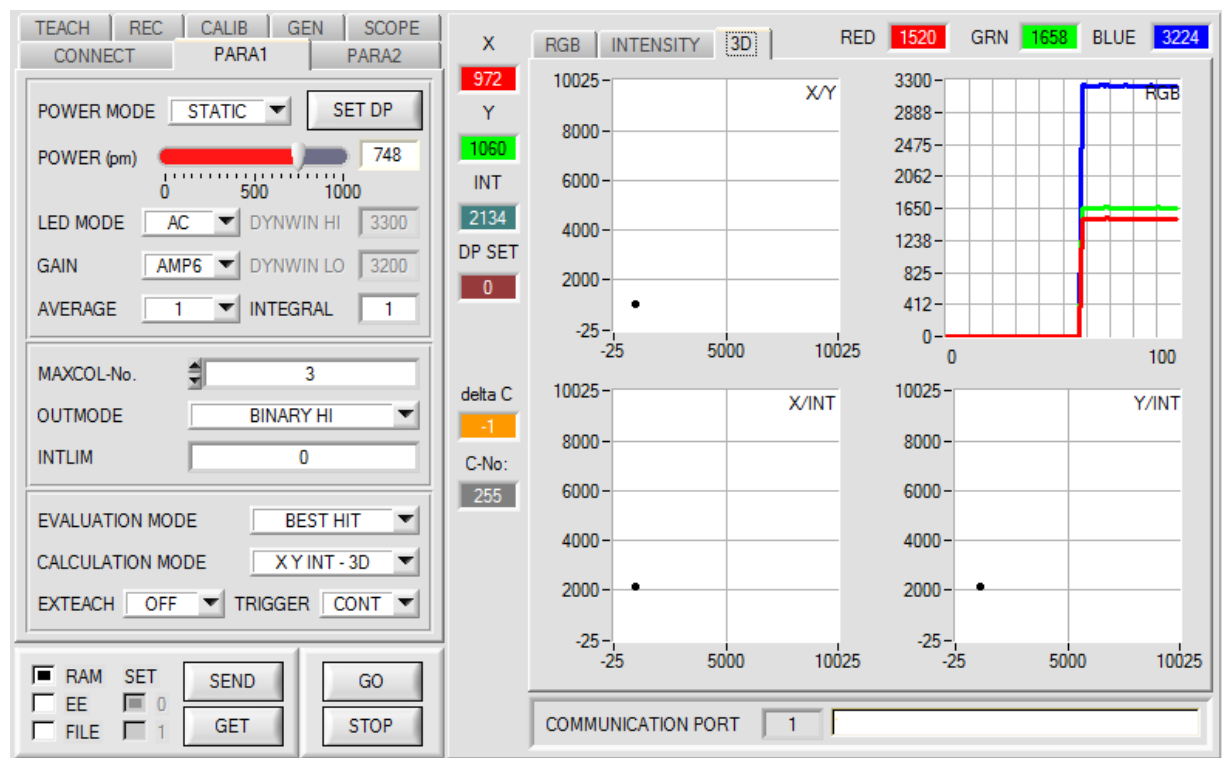 TEACH REC CALIB GEN SCOPE
CONNECT PARA1 PARA2
POWER MODE STATIC SET DP
POWER (pm) 748
0 500 1000
LED MODE AC DYNWIN HI 3300
GAIN AMP6 DYNWIN LO 3200
AVERAGE 1 INTEGRAL 1
MAXCOL-No. 3
OUTMODE BINARY HI
INTLIM 0
EVALUATION MODE BEST HIT
CALCULATION MODE X Y INT - 3D
EXTEACH OFF TRIGGER CONT
RAM SET SEND GO
EE 0
FILE 1 GET STOP
X
972
Y
1060
INT
2134
DP SET
0
delta C
-1
C-No:
255
RGB INTENSITY 3D RED 1520 GRN 1658 BLUE 3224
X/Y
10025
8000
6000
4000
2000
-25
-25 5000 10025
RGB
3300
2888
2475
2062
1650
1238
825
412
0
0 100
X/INT
10025
8000
6000
4000
2000
-25
-25 5000 10025
Y/INT
10025
8000
6000
4000
2000
-25
-25 5000 10025
COMMUNICATION PORT 1